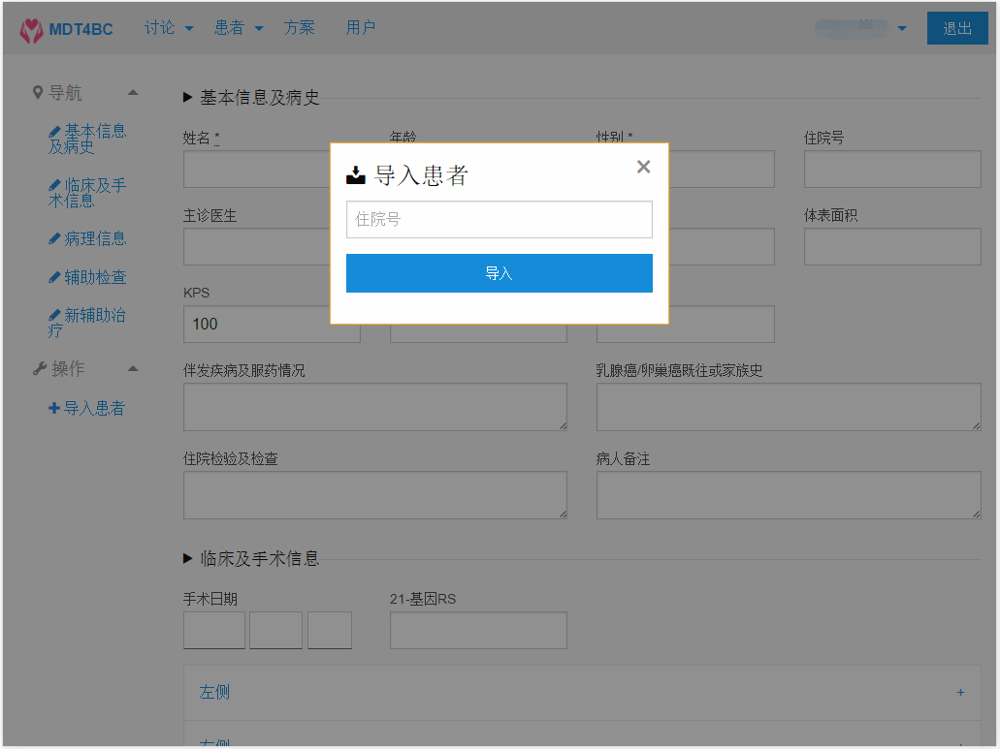 MDT4BC 讨论 患者 方案 用户 退出
导航
基本信息
及病史
临床及手
术信息
病理信息
辅助检查
新辅助治
疗
操作
导入患者
基本信息及病史
姓名 * 年龄 性别 * 住院号
主诊医生 体表面积
导入患者 ×
住院号
导入
KPS
100
伴发疾病及服药情况 乳腺癌/卵巢癌既往或家族史
住院检验及检查 病人备注
临床及手术信息
手术日期 21-基因RS
左侧 +
右侧